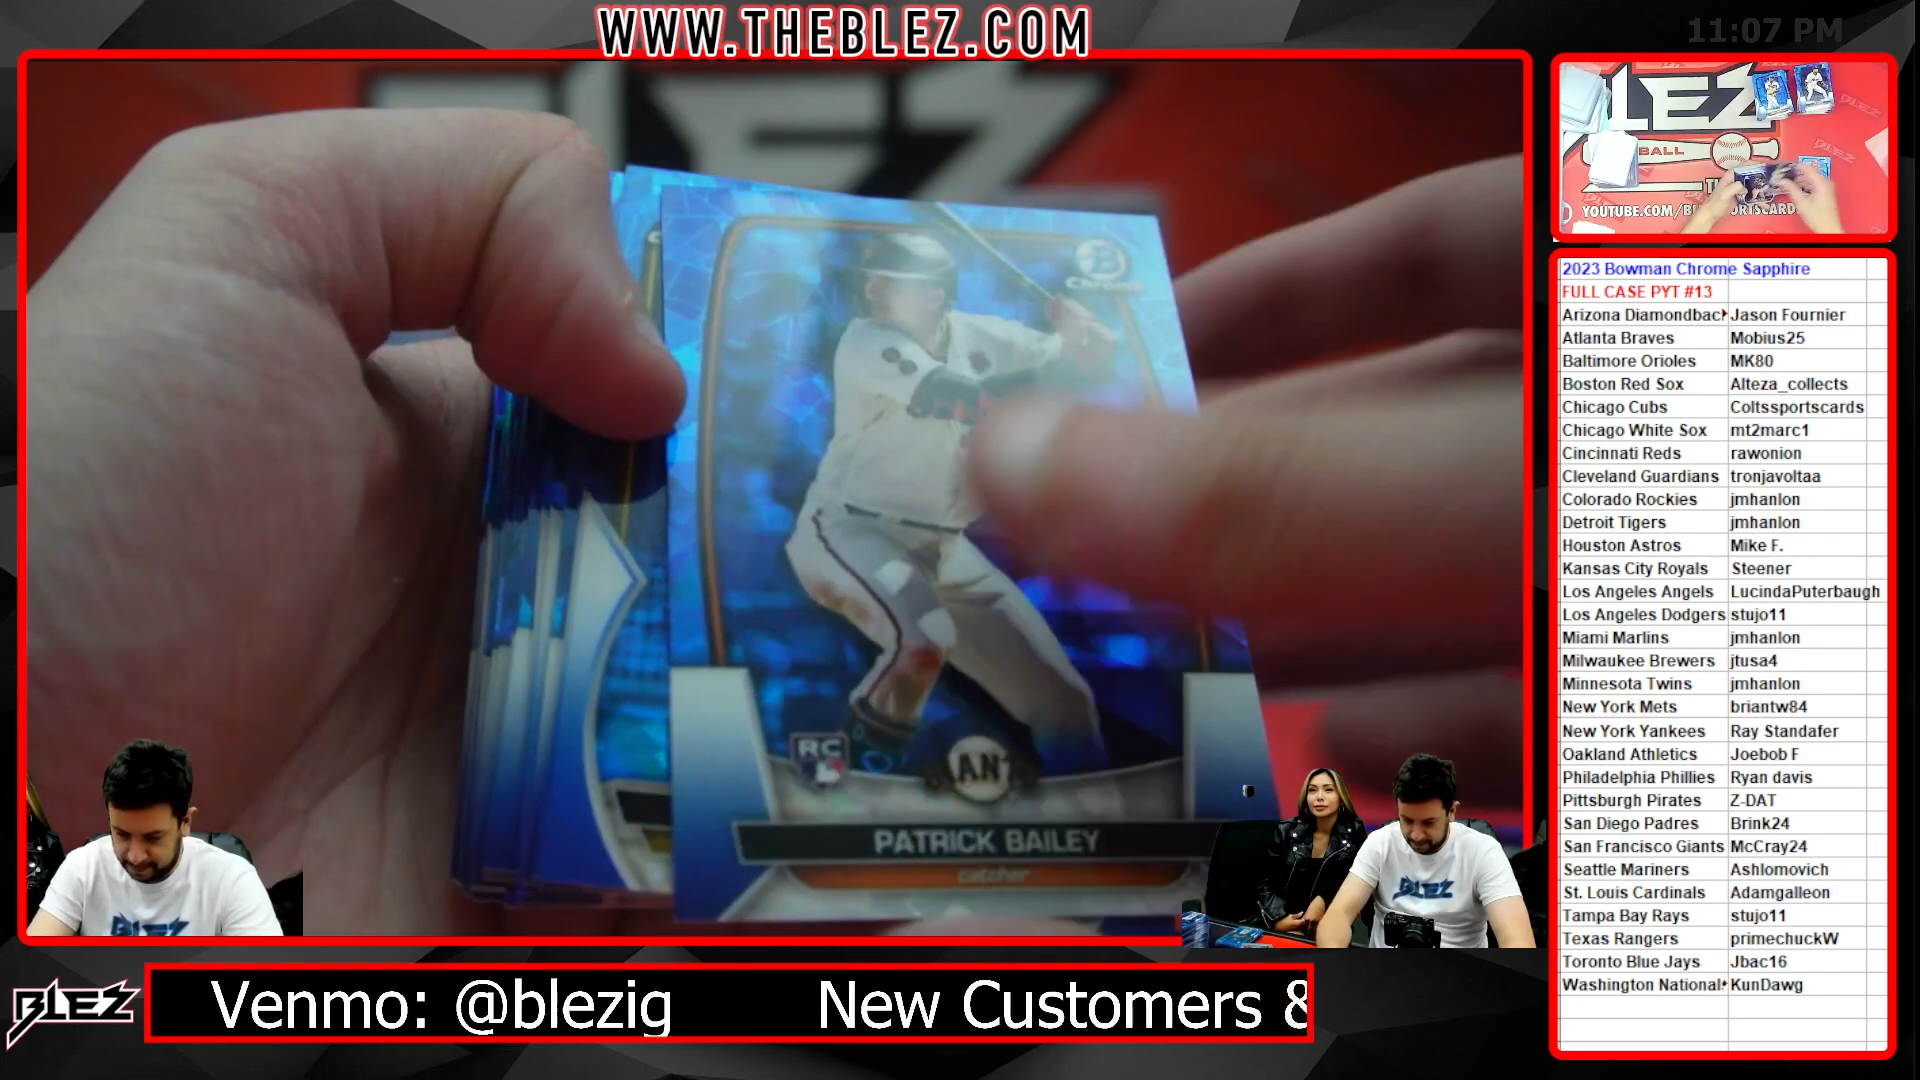 WWW.THEBLEZ.COM
11:07 PM
Chrome
RC
PATRICK BAILEY
catcher
BLEZ
BLEZ
BALL
YOUTUBE.COM/
2023 Bowman Chrome Sapphire
FULL CASE PYT #13
Arizona Diamondbac Jason Fournier
Atlanta Braves Mobius25
Baltimore Orioles MK80
Boston Red Sox Alteza_collects
Chicago Cubs Coltssportscards
Chicago White Sox mt2marc1
Cincinnati Reds rawonion
Cleveland Guardians tronjavoltaa
Colorado Rockies jmhanlon
Detroit Tigers jmhanlon
Houston Astros Mike F.
Kansas City Royals Steener
Los Angeles Angels LucindaPuterbaugh
Los Angeles Dodgers stujo11
Miami Marlins jmhanlon
Milwaukee Brewers jtusa4
Minnesota Twins jmhanlon
New York Mets briantw84
New York Yankees Ray Standafer
Oakland Athletics Joebob F
Philadelphia Phillies Ryan davis
Pittsburgh Pirates Z-DAT
San Diego Padres Brink24
San Francisco Giants McCray24
Seattle Mariners Ashlomovich
St. Louis Cardinals Adamgalleon
Tampa Bay Rays stujo11
Texas Rangers primechuckW
Toronto Blue Jays Jbac16
Washington National KunDawg
BLEZ
Venmo: @blezig New Customers &